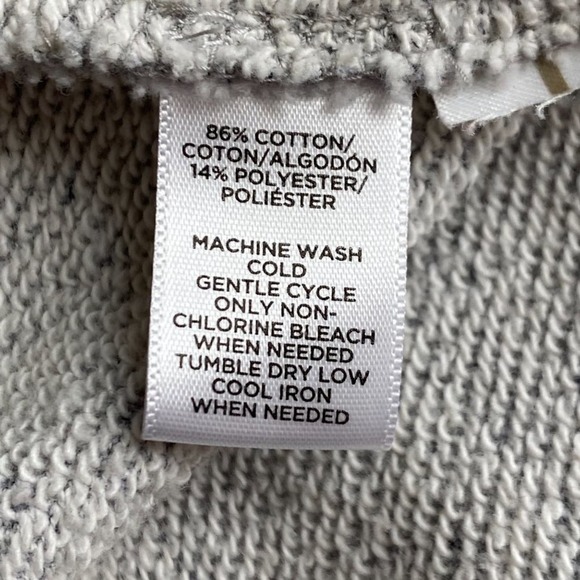 86% COTTON/
COTON/ALGODÓN
14% POLYESTER/
POLIÉSTER
MACHINE WASH
COLD
GENTLE CYCLE
ONLY NON-
CHLORINE BLEACH
WHEN NEEDED
TUMBLE DRY LOW
COOL IRON
WHEN NEEDED